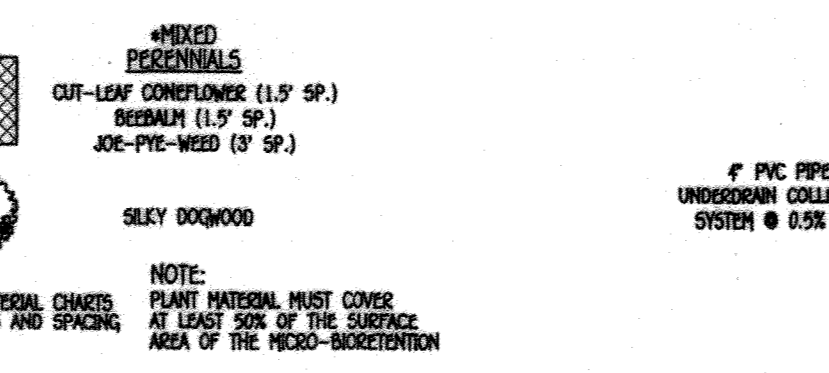 *MIXED
PERENNIALS
CUT-LEAF CONEFLOWER (1.5' SP.)
BEEBALM (1.5' SP.)
JOE-PYE-WEED (3' SP.)
SILKY DOGWOOD
NOTE:
PLANT MATERIAL MUST COVER
AT LEAST 50% OF THE SURFACE
AREA OF THE MICRO-BIORETENTION
CHARTS
AND SPACING,
4" PVC PIPE
UNDERDRAIN
SYSTEM @ 0.5%